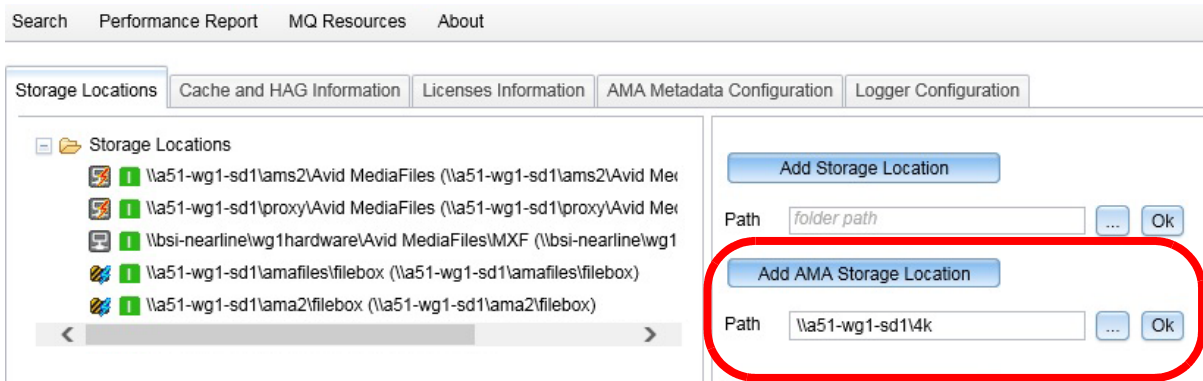 Search Performance Report MQ Resources About
Storage Locations Cache and HAG Information Licenses Information AMA Metadata Configuration Logger Configuration
Storage Locations
\\a51-wg1-sd1\ams2\Avid MediaFiles (\\a51-wg1-sd1\ams2\Avid Med
\\a51-wg1-sd1\proxy\Avid MediaFiles (\\a51-wg1-sd1\proxy\Avid Med
\\bsi-nearline\wg1hardware\Avid MediaFiles\MXF (\\bsi-nearline\wg1
\\a51-wg1-sd1\amafiles\filebox (\\a51-wg1-sd1\amafiles\filebox)
\\a51-wg1-sd1\ama2\filebox (\\a51-wg1-sd1\ama2\filebox)
Add Storage Location
Path folder path ... Ok
Add AMA Storage Location
Path \\a51-wg1-sd1\4k ... Ok